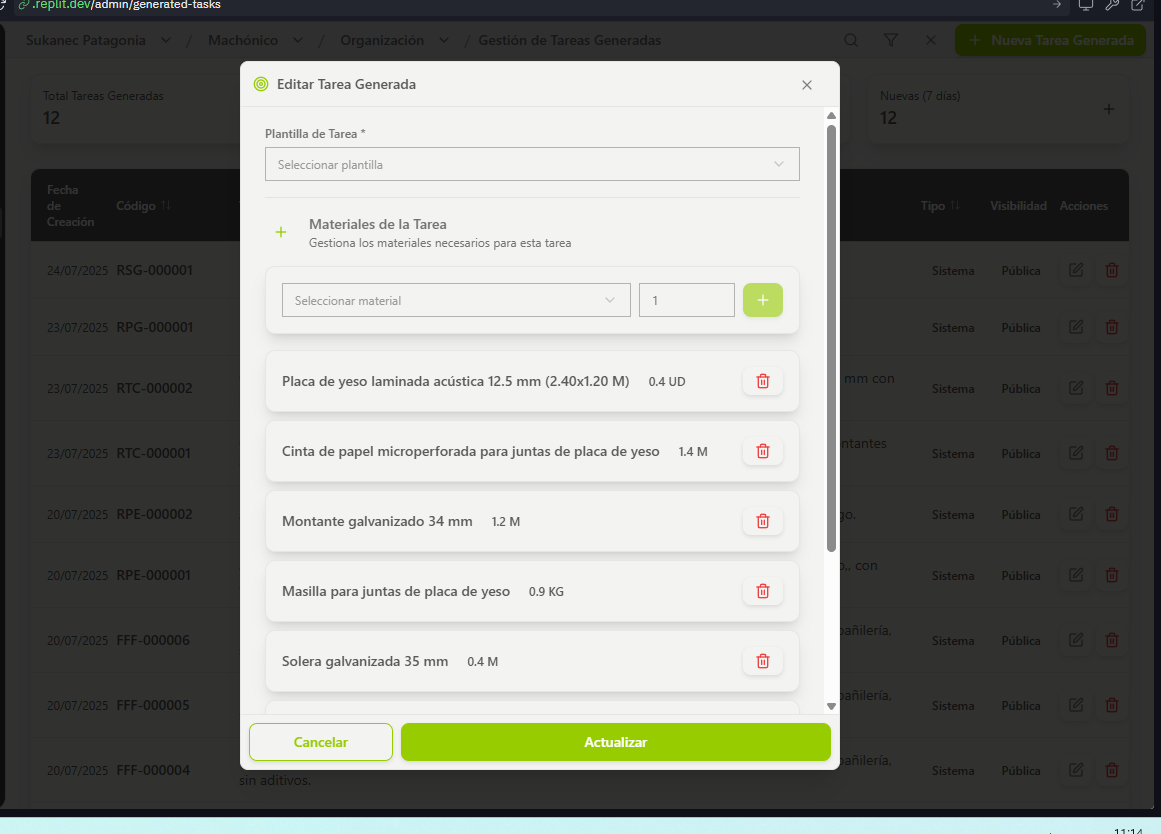 .replit.dev/admin/generated-tasks
Sukanec Patagonia / Machónico / Organización / Gestión de Tareas Generadas
+ Nueva Tarea Generada
Total Tareas Generadas
12
Nuevas (7 días)
12
Editar Tarea Generada
Plantilla de Tarea *
Seleccionar plantilla
Materiales de la Tarea
Gestiona los materiales necesarios para esta tarea
Seleccionar material
1
Placa de yeso laminada acústica 12.5 mm (2.40x1.20 M) 0.4 UD
Cinta de papel microperforada para juntas de placa de yeso 1.4 M
Montante galvanizado 34 mm 1.2 M
Masilla para juntas de placa de yeso 0.9 KG
Solera galvanizada 35 mm 0.4 M
Cancelar
Actualizar
Fecha
de
Creación
Código
Tipo
Visibilidad
Acciones
24/07/2025 RSG-000001 Sistema Pública
23/07/2025 RPG-000001 Sistema Pública
23/07/2025 RTC-000002 mm con Sistema Pública
23/07/2025 RTC-000001 ntantes Sistema Pública
20/07/2025 RPE-000002 go. Sistema Pública
20/07/2025 RPE-000001 o,, con Sistema Pública
20/07/2025 FFF-000006 pañilería, Sistema Pública
20/07/2025 FFF-000005 pañilería, Sistema Pública
20/07/2025 FFF-000004 pañilería, Sistema Pública
sin aditivos.
11:14